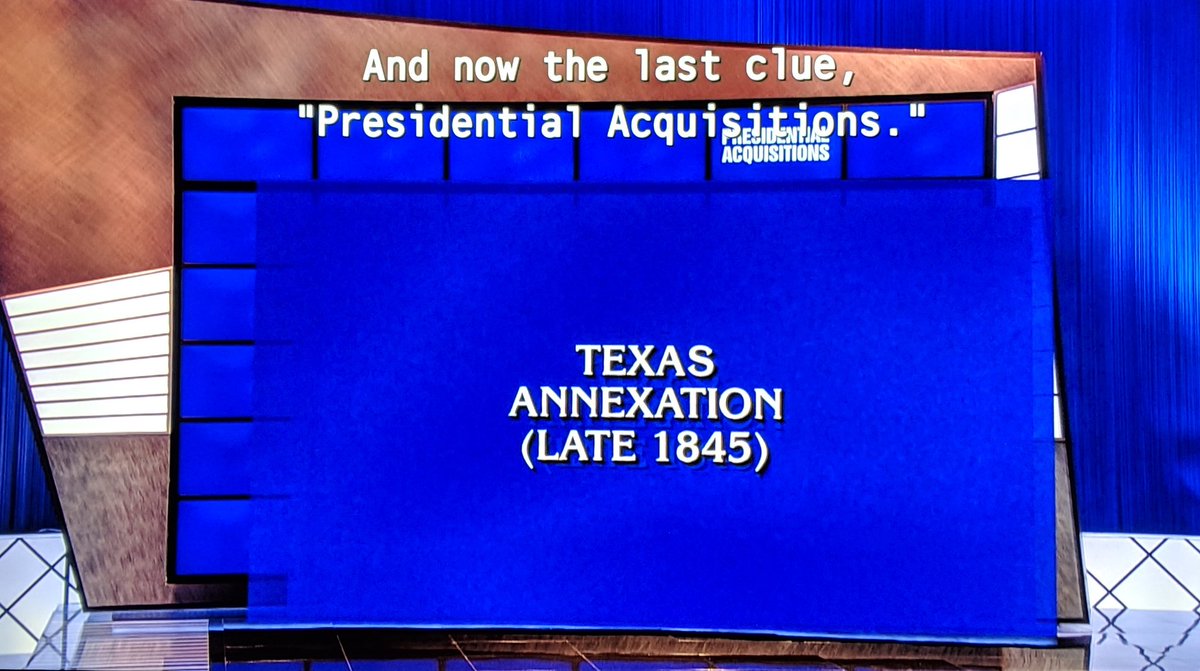 And now the last clue,
"Presidential Acquisitions."
PRESIDENTIAL
ACQUISITIONS
TEXAS
ANNEXATION
(LATE 1845)